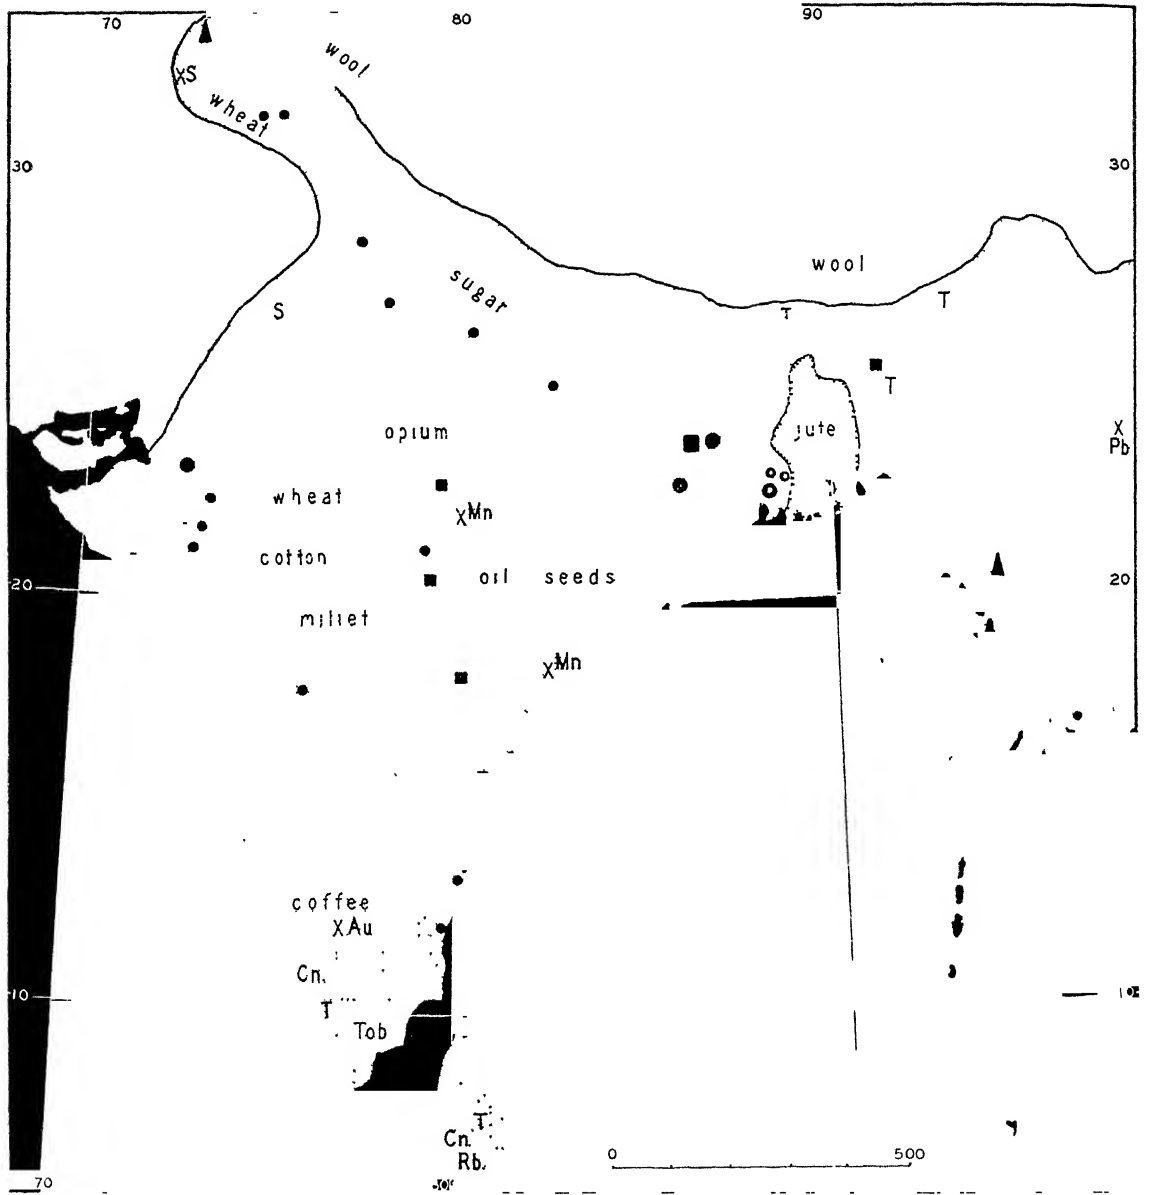 70 80 90
wool
XS
wheat
30 30
wool
sugar
S T
T
T
opium jute X
Pb
wheat
XMn
cotton
20 oil seeds 20
millet
XMn
coffee
XAu
Cn.
10 10
T
Tob
T
Cn.
Rb.
0 500
70